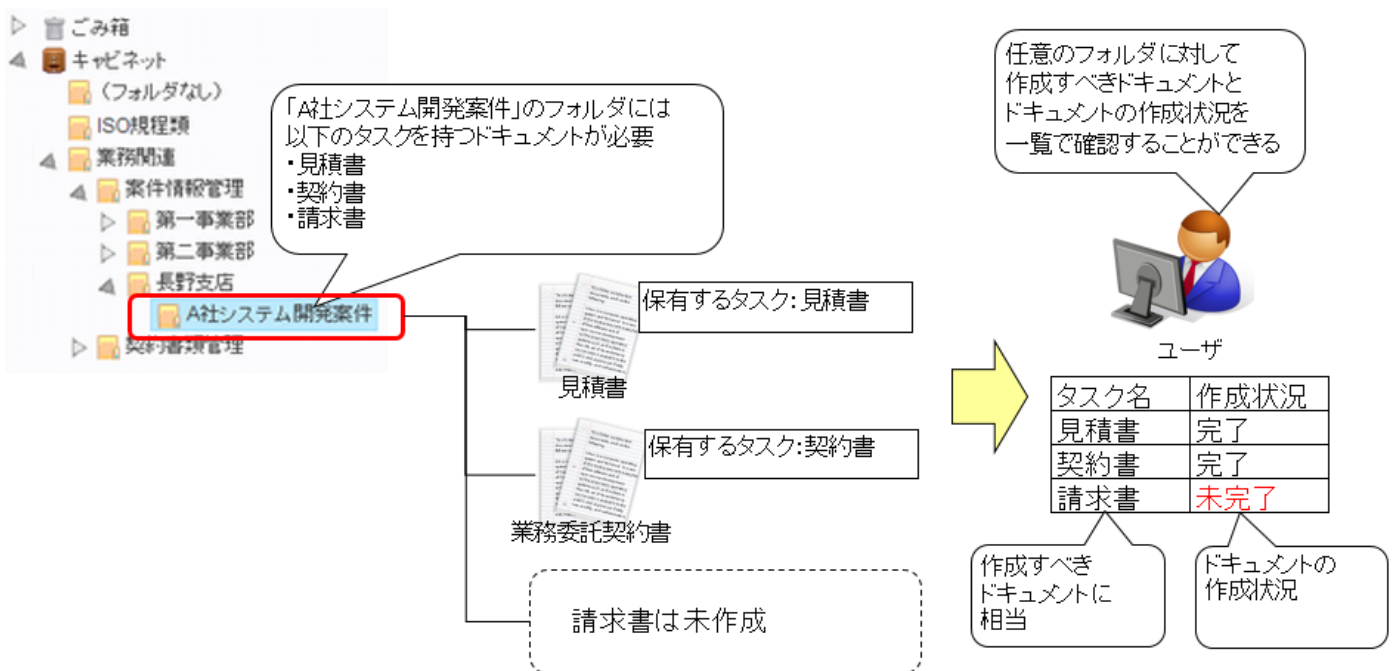 ごみ箱
キャビネット
(フォルダなし)
ISO規程類
業務関連
案件情報管理
第一事業部
第二事業部
長野支店
A社システム開発案件
契約書類管理
「A社システム開発案件」のフォルダには
以下のタスクを持つドキュメントが必要
・見積書
・契約書
・請求書
保有するタスク:見積書
見積書
保有するタスク:契約書
業務委託契約書
請求書は未作成
任意のフォルダに対して
作成すべきドキュメントと
ドキュメントの作成状況を
一覧で確認することができる
ユーザ
タスク名 作成状況
見積書 完了
契約書 完了
請求書 未完了
作成すべき
ドキュメントに
相当
ドキュメントの
作成状況